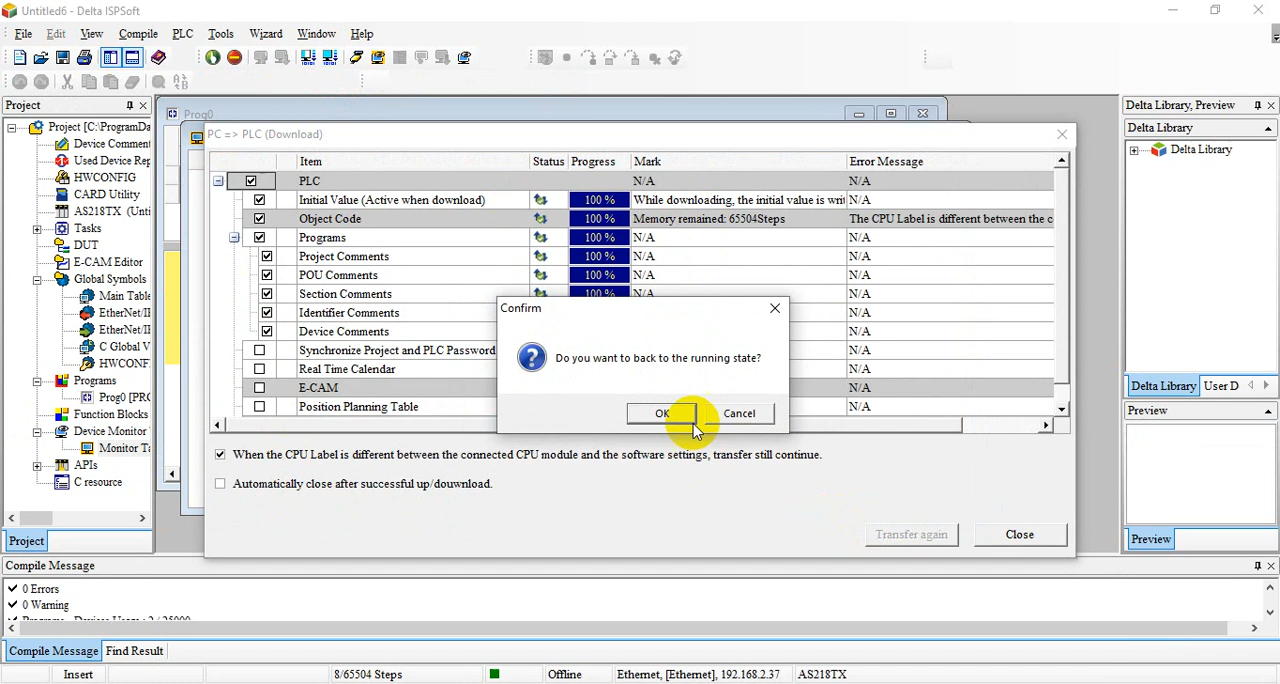 Untitled6 - Delta ISPSoft
File Edit View Compile PLC Tools Wizard Window Help
Project
Project [C:\ProgramDa
Device Comment
Used Device Rep
HWCONFIG
CARD Utility
AS218TX (Unti
Tasks
DUT
E-CAM Editor
Global Symbols
Main Table
EtherNet/I
EtherNet/I
C Global V
HWCONF
Programs
Prog0 [PRG
Function Blocks
Device Monitor
Monitor Ta
APIs
C resource
Project
Prog0
PC => PLC (Download)
Item Status Progress Mark Error Message
PLC N/A N/A
Initial Value (Active when download) 100 % While downloading, the initial value is writ N/A
Object Code 100 % Memory remained: 65504Steps The CPU Label is different between the c
Programs 100 % N/A N/A
Project Comments 100 % N/A N/A
POU Comments 100 % N/A N/A
Section Comments 100 % N/A N/A
Identifier Comments N/A
Device Comments N/A
Synchronize Project and PLC Password N/A
Real Time Calendar N/A
E-CAM N/A
Position Planning Table N/A
Confirm
Do you want to back to the running state?
OK Cancel
When the CPU Label is different between the connected CPU module and the software settings, transfer still continue.
Automatically close after successful up/douwnload.
Transfer again Close
Delta Library, Preview
Delta Library
Delta Library
Delta Library User D
Preview
Preview
Compile Message
0 Errors
0 Warning
Compile Message Find Result
Insert 8/65504 Steps Offline Ethernet, [Ethernet], 192.168.2.37 AS218TX